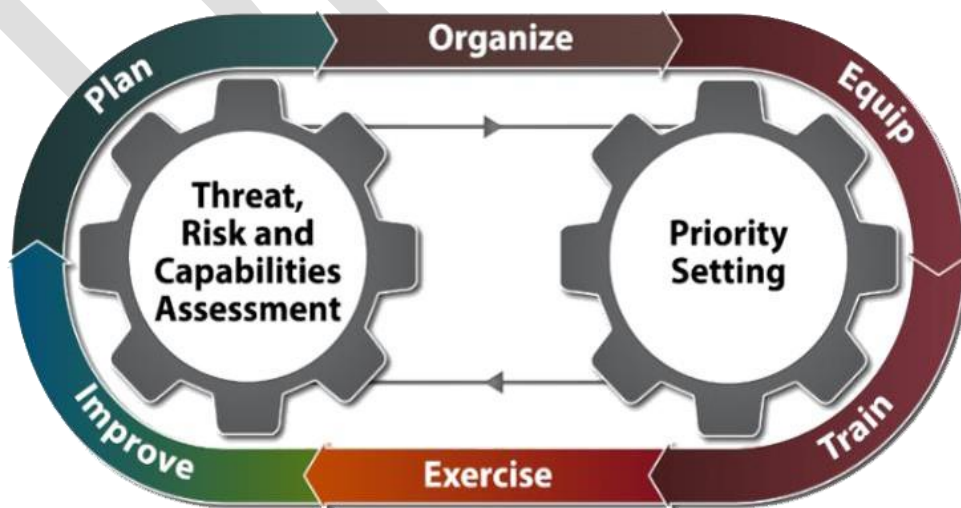 Plan
Organize
Equip
Threat,
Risk and
Capabilities
Assessment
Priority
Setting
Train
Exercise
Improve